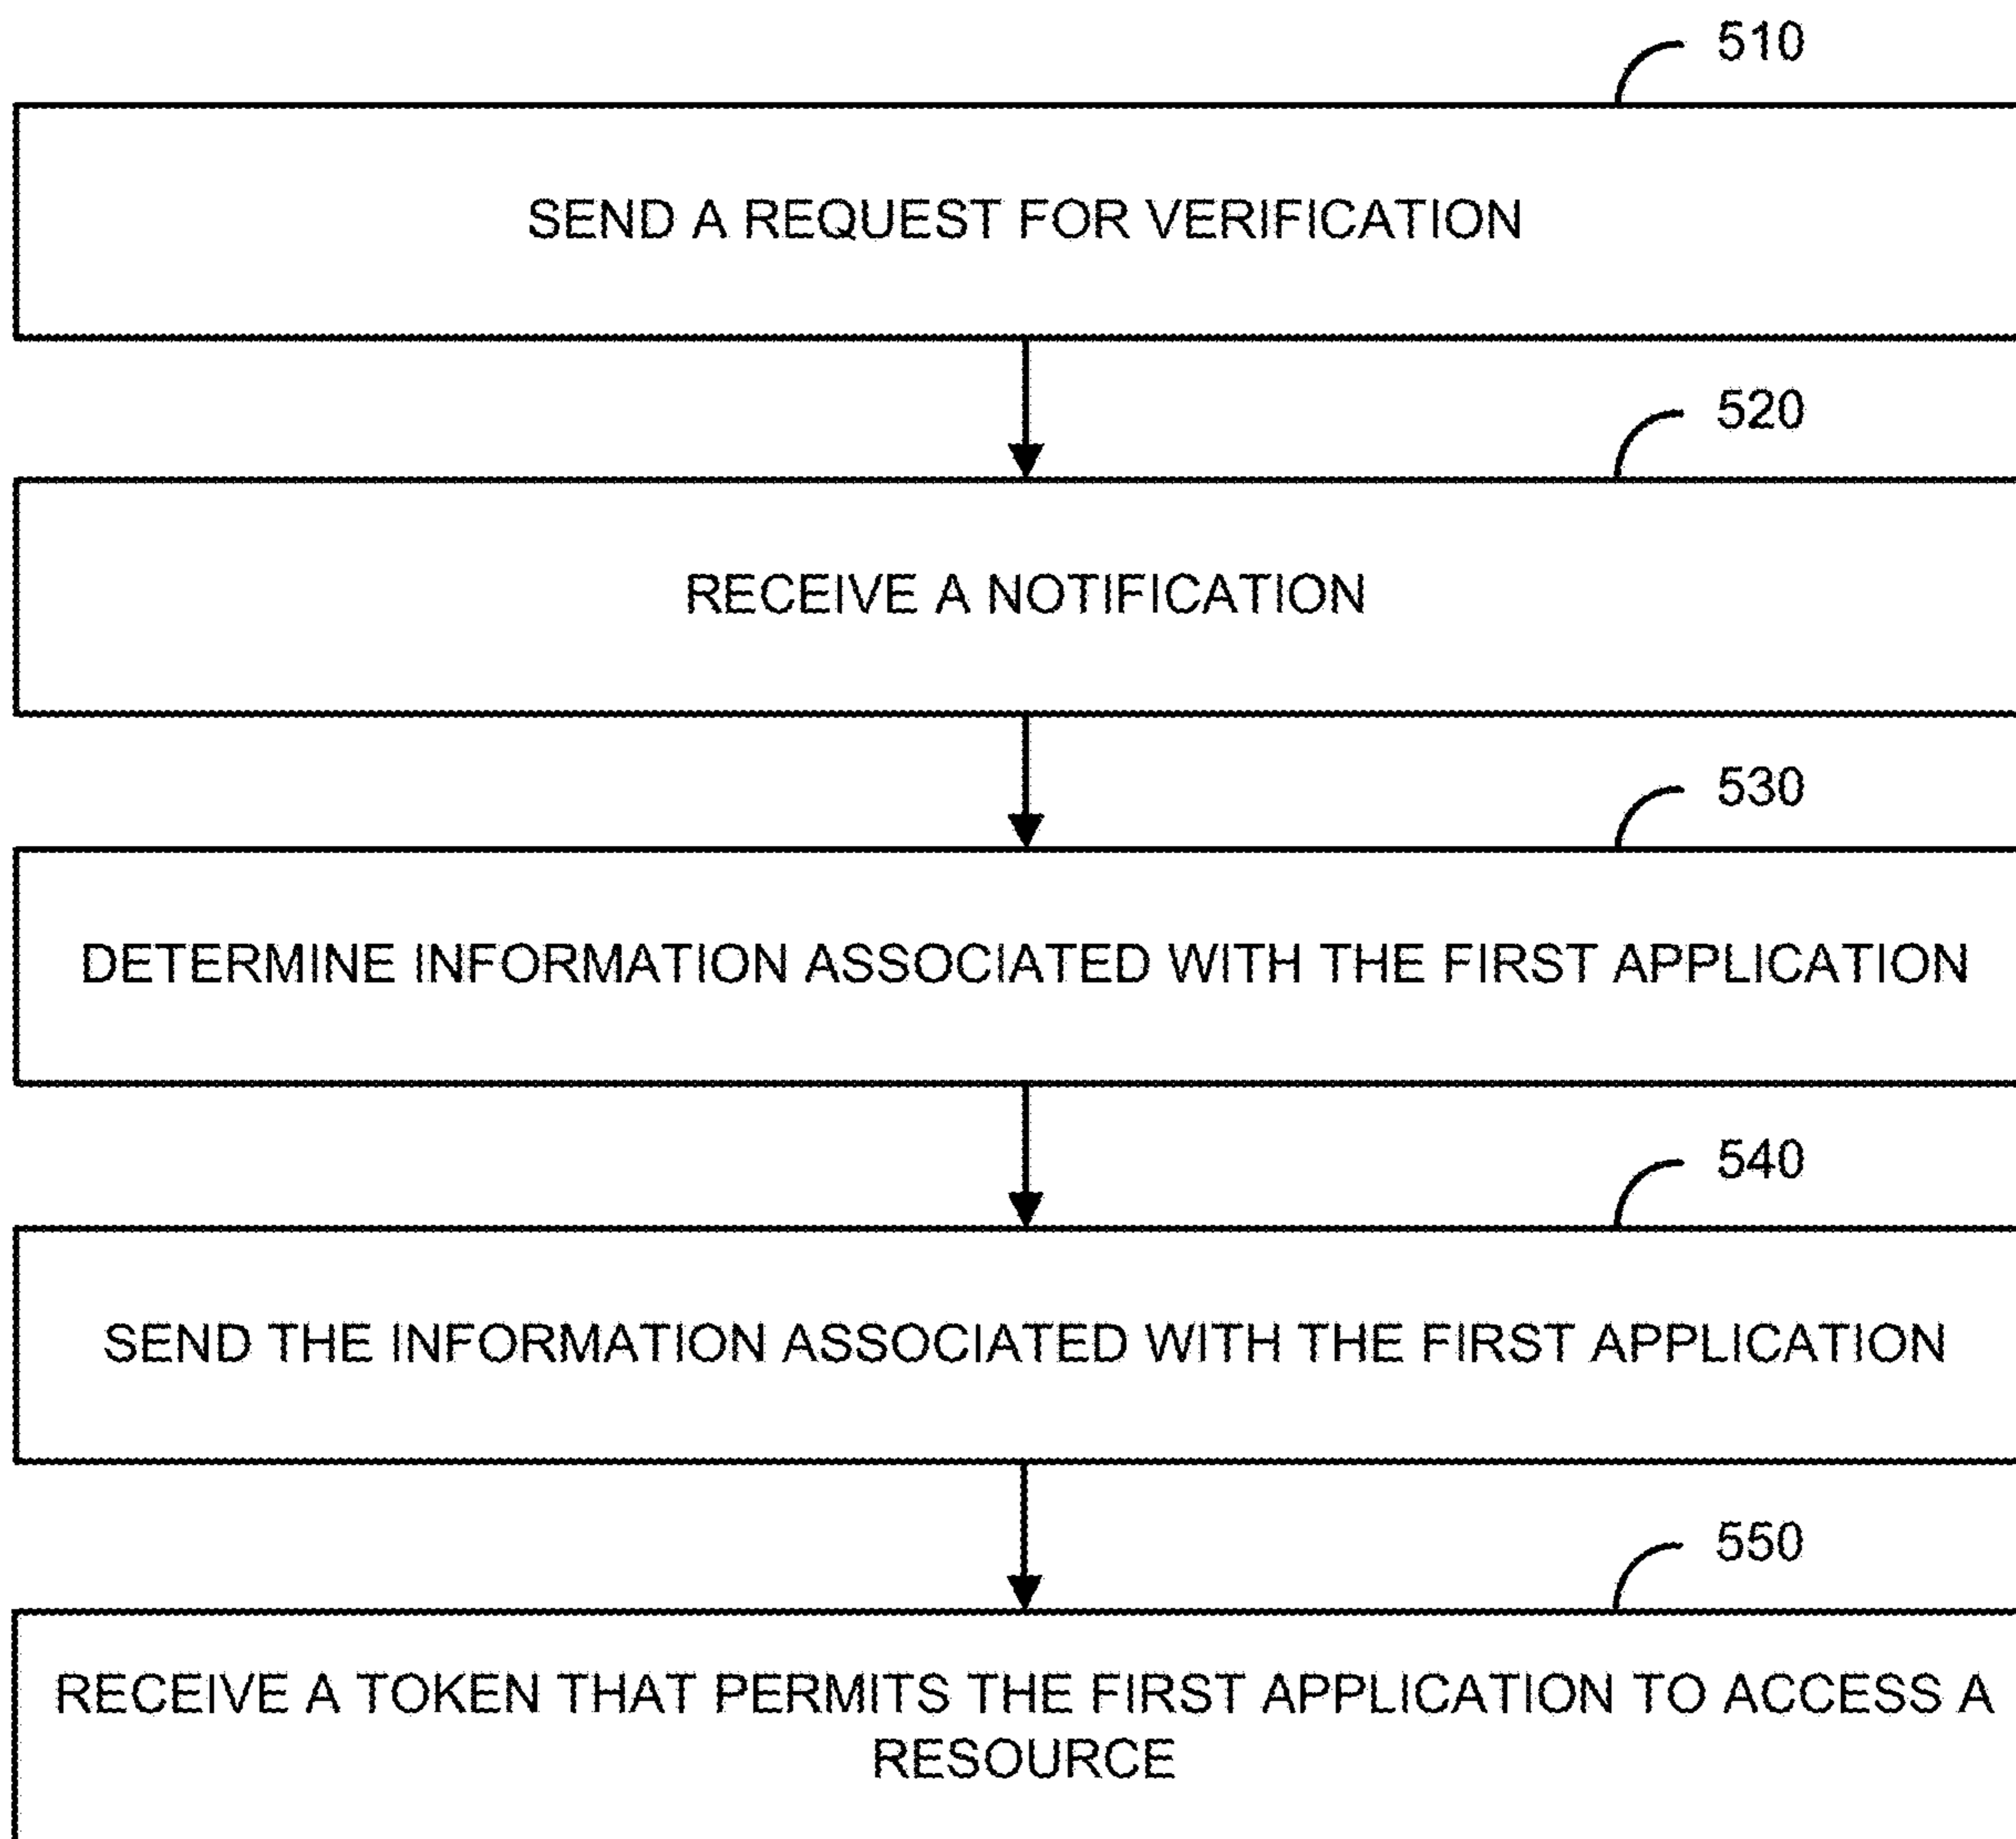 510
SEND A REQUEST FOR VERIFICATION
520
RECEIVE A NOTIFICATION
530
DETERMINE INFORMATION ASSOCIATED WITH THE FIRST APPLICATION
540
SEND THE INFORMATION ASSOCIATED WITH THE FIRST APPLICATION
550
RECEIVE A TOKEN THAT PERMITS THE FIRST APPLICATION TO ACCESS A
RESOURCE